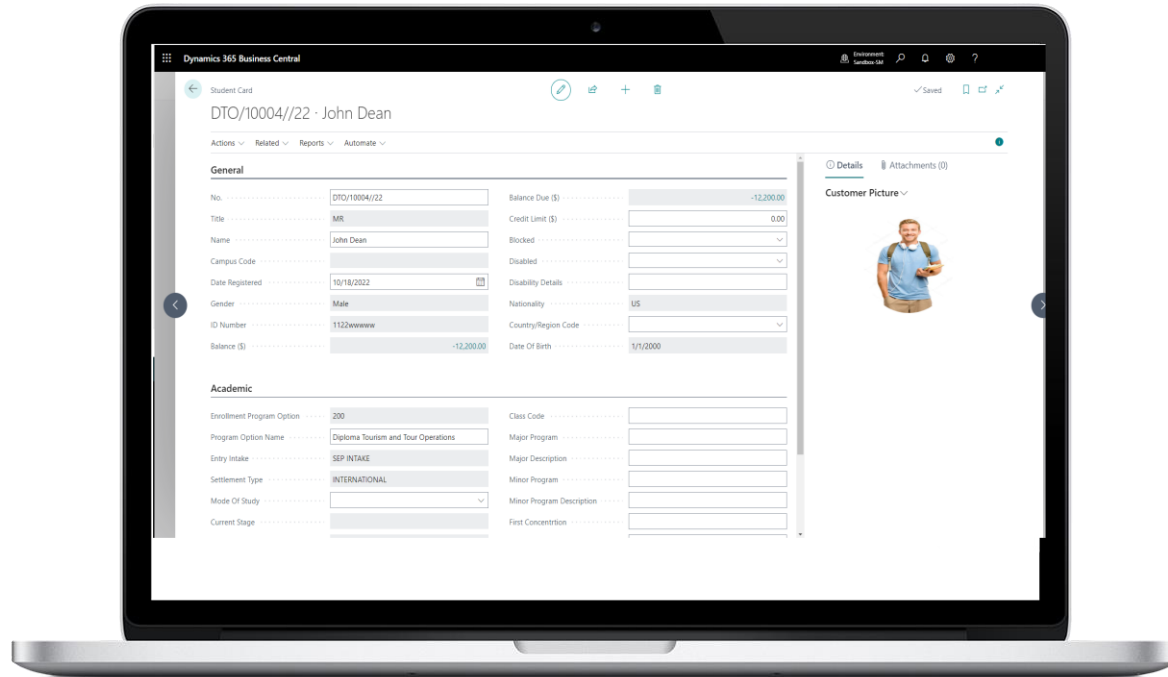 Dynamics 365 Business Central
Environment:
Sandbox-SM
?
Student Card
Saved
DTO/10004//22 · John Dean
Actions Related Reports Automate
General
No. DTO/10004//22
Title MR
Name John Dean
Campus Code
Date Registered 10/18/2022
Gender Male
ID Number 1122wwwww
Balance ($) -12,200.00
Balance Due ($) -12,200.00
Credit Limit ($) 0.00
Blocked
Disabled
Disability Details
Nationality US
Country/Region Code
Date Of Birth 1/1/2000
Academic
Enrollment Program Option 200
Program Option Name Diploma Tourism and Tour Operations
Entry Intake SEP INTAKE
Settlement Type INTERNATIONAL
Mode Of Study
Current Stage
Class Code
Major Program
Major Description
Minor Program
Minor Program Description
First Concentrtion
Details Attachments (0)
Customer Picture